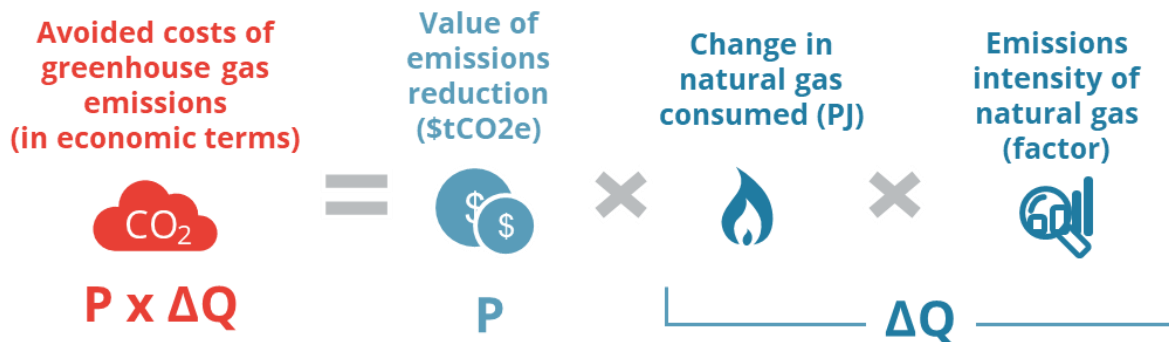 Avoided costs of
greenhouse gas
emissions
(in economic terms)
CO₂
P x ΔQ
=
Value of
emissions
reduction
($tCO2e)
$
$
P
×
Change in
natural gas
consumed (PJ)
×
Emissions
intensity of
natural gas
(factor)
ΔQ